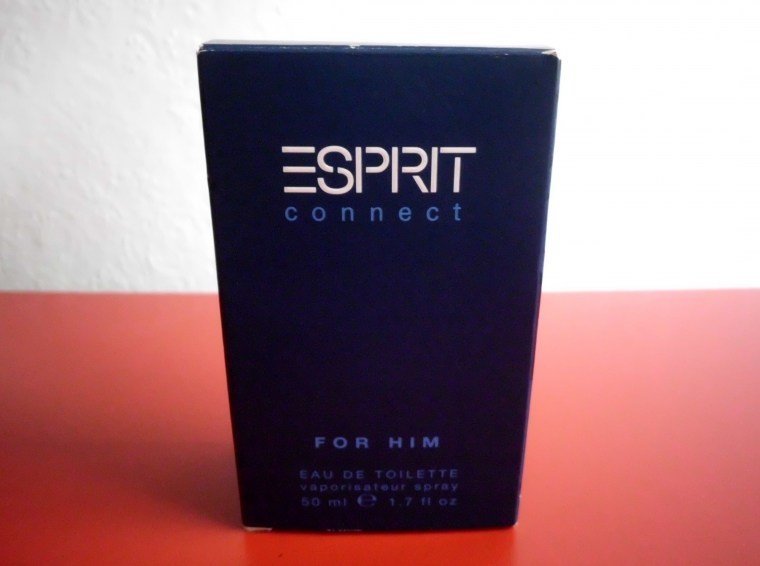 ESPRIT
connect
FOR HIM
EAU DE TOILETTE
vaporisateur spray
50 ml ℮ 1.7 fl oz